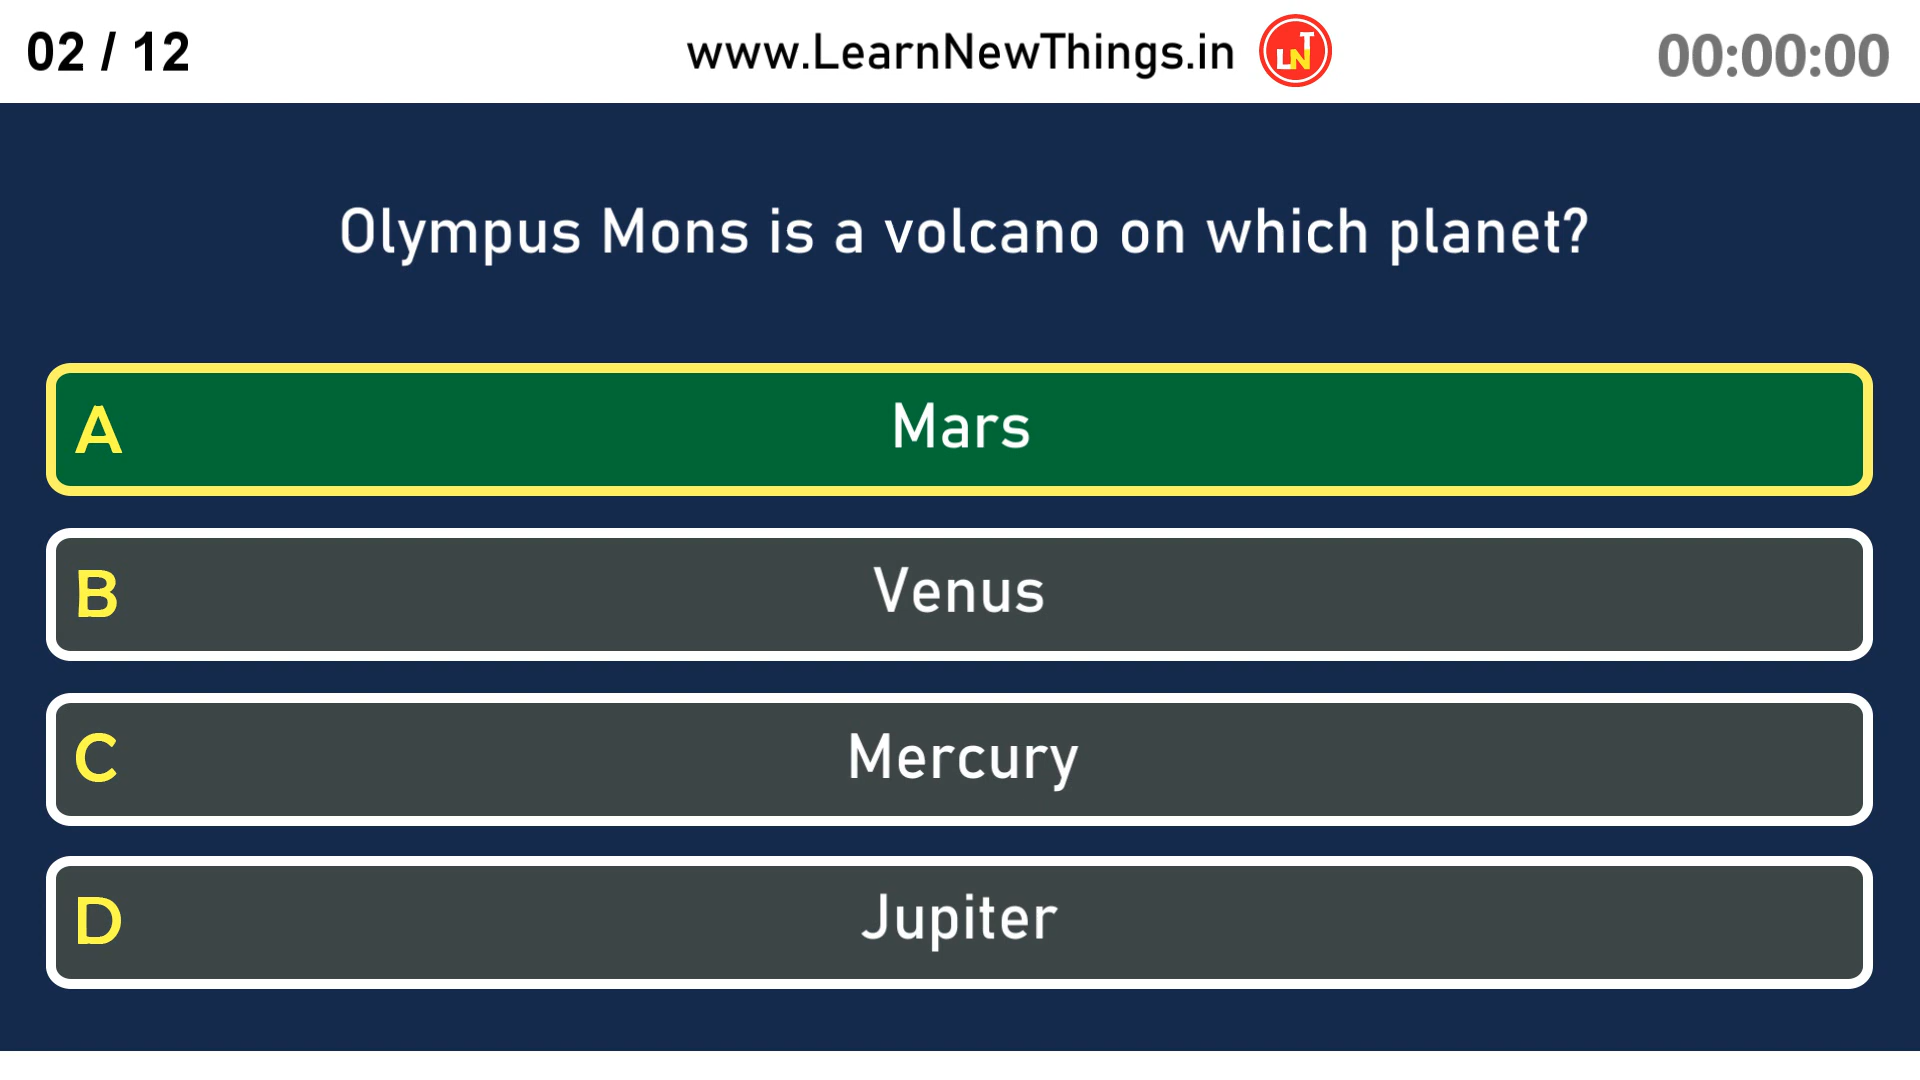 02 / 12
www.LearnNewThings.in
LNT
00:00:00
Olympus Mons is a volcano on which planet?
A Mars
B Venus
C Mercury
D Jupiter